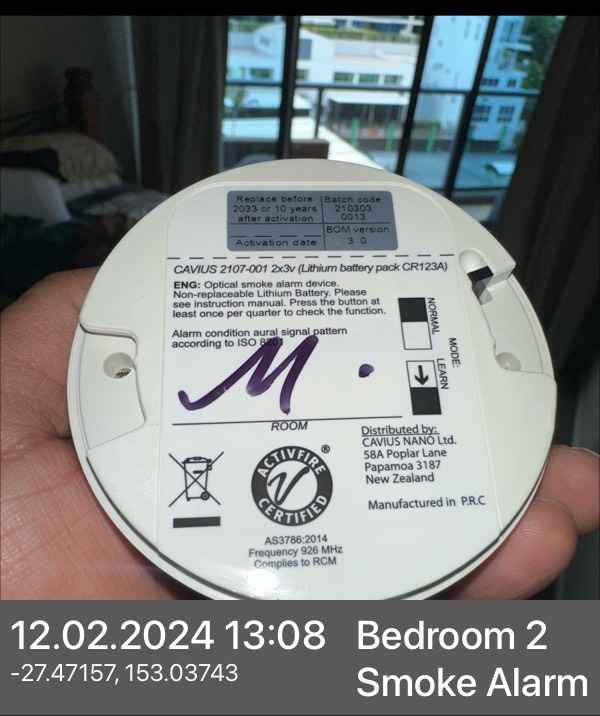 Replace before
2033 or 10 years
after activation
Activation date
Batch code
210303
0013
BOM version
3 0
CAVIUS 2107-001 2x3v (Lithium battery pack CR123A)
ENG: Optical smoke alarm device.
Non-replaceable Lithium Battery. Please
see instruction manual. Press the button at
least once per quarter to check the function.
Alarm condition aural signal pattern
according to ISO 8201
NORMAL
MODE:
LEARN
M.
ROOM
ACTIVFIRE®
CERTIFIED
Distributed by:
CAVIUS NANO Ltd.
58A Poplar Lane
Papamoa 3187
New Zealand
Manufactured in P.R.C
AS3786:2014
Frequency 926 MHz
Complies to RCM
12.02.2024 13:08
-27.47157, 153.03743
Bedroom 2
Smoke Alarm